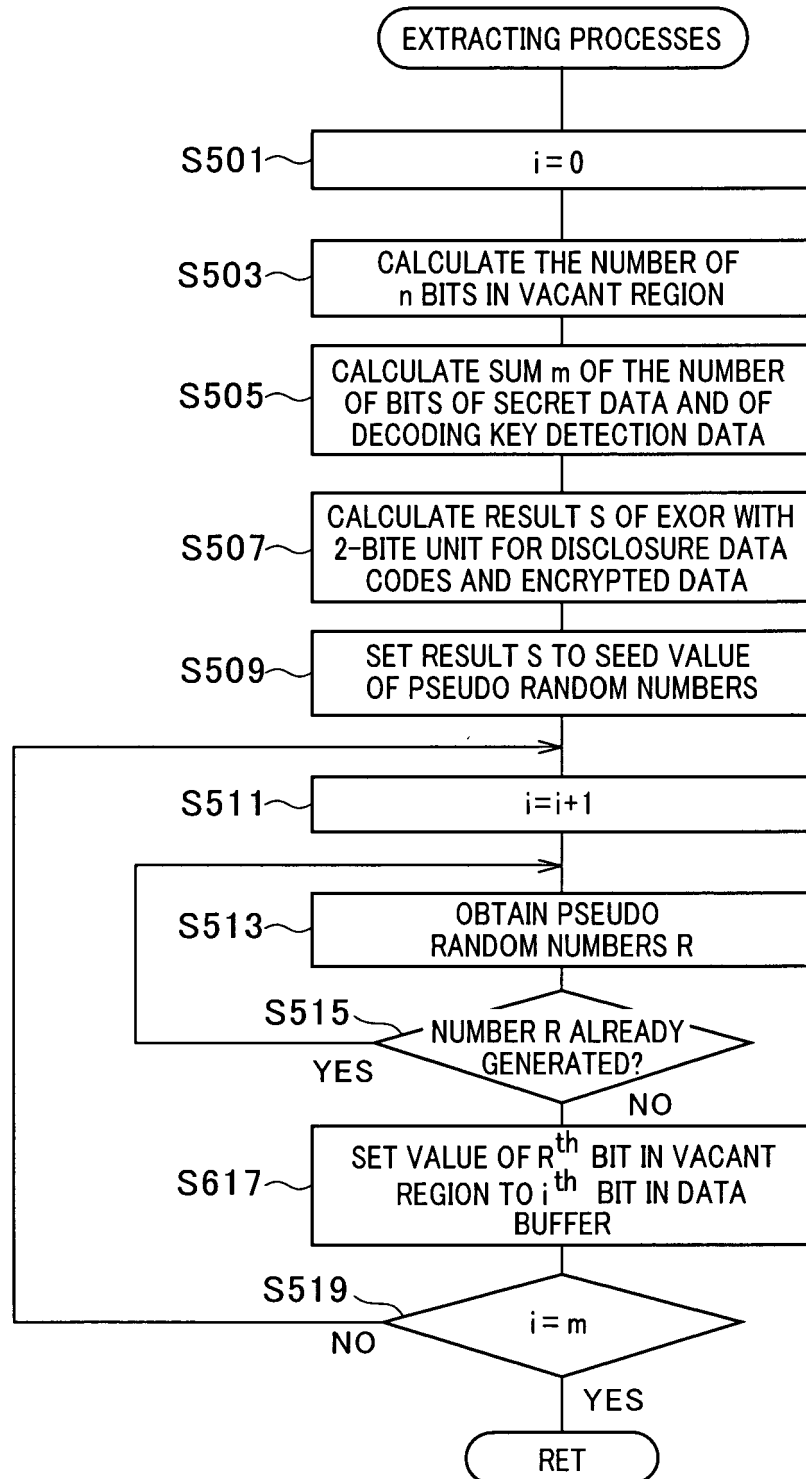 EXTRACTING PROCESSES
S501
i=0
S503
CALCULATE THE NUMBER OF
n BITS IN VACANT REGION
S505
CALCULATE SUM m OF THE NUMBER
OF BITS OF SECRET DATA AND OF
DECODING KEY DETECTION DATA
S507
CALCULATE RESULT S OF EXOR WITH
2-BITE UNIT FOR DISCLOSURE DATA
CODES AND ENCRYPTED DATA
S509
SET RESULT S TO SEED VALUE
OF PSEUDO RANDOM NUMBERS
S511
i=i+1
S513
OBTAIN PSEUDO
RANDOM NUMBERS R
S515
NUMBER R ALREADY
GENERATED?
YES
NO
S617
SET VALUE OF R^th BIT IN VACANT
REGION TO i^th BIT IN DATA
BUFFER
S519
i=m
NO
YES
RET